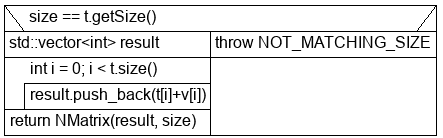 size == t.getSize()
std::vector<int> result
throw NOT_MATCHING_SIZE
int i = 0; i < t.size()
result.push_back(t[i]+v[i])
return NMatrix(result, size)